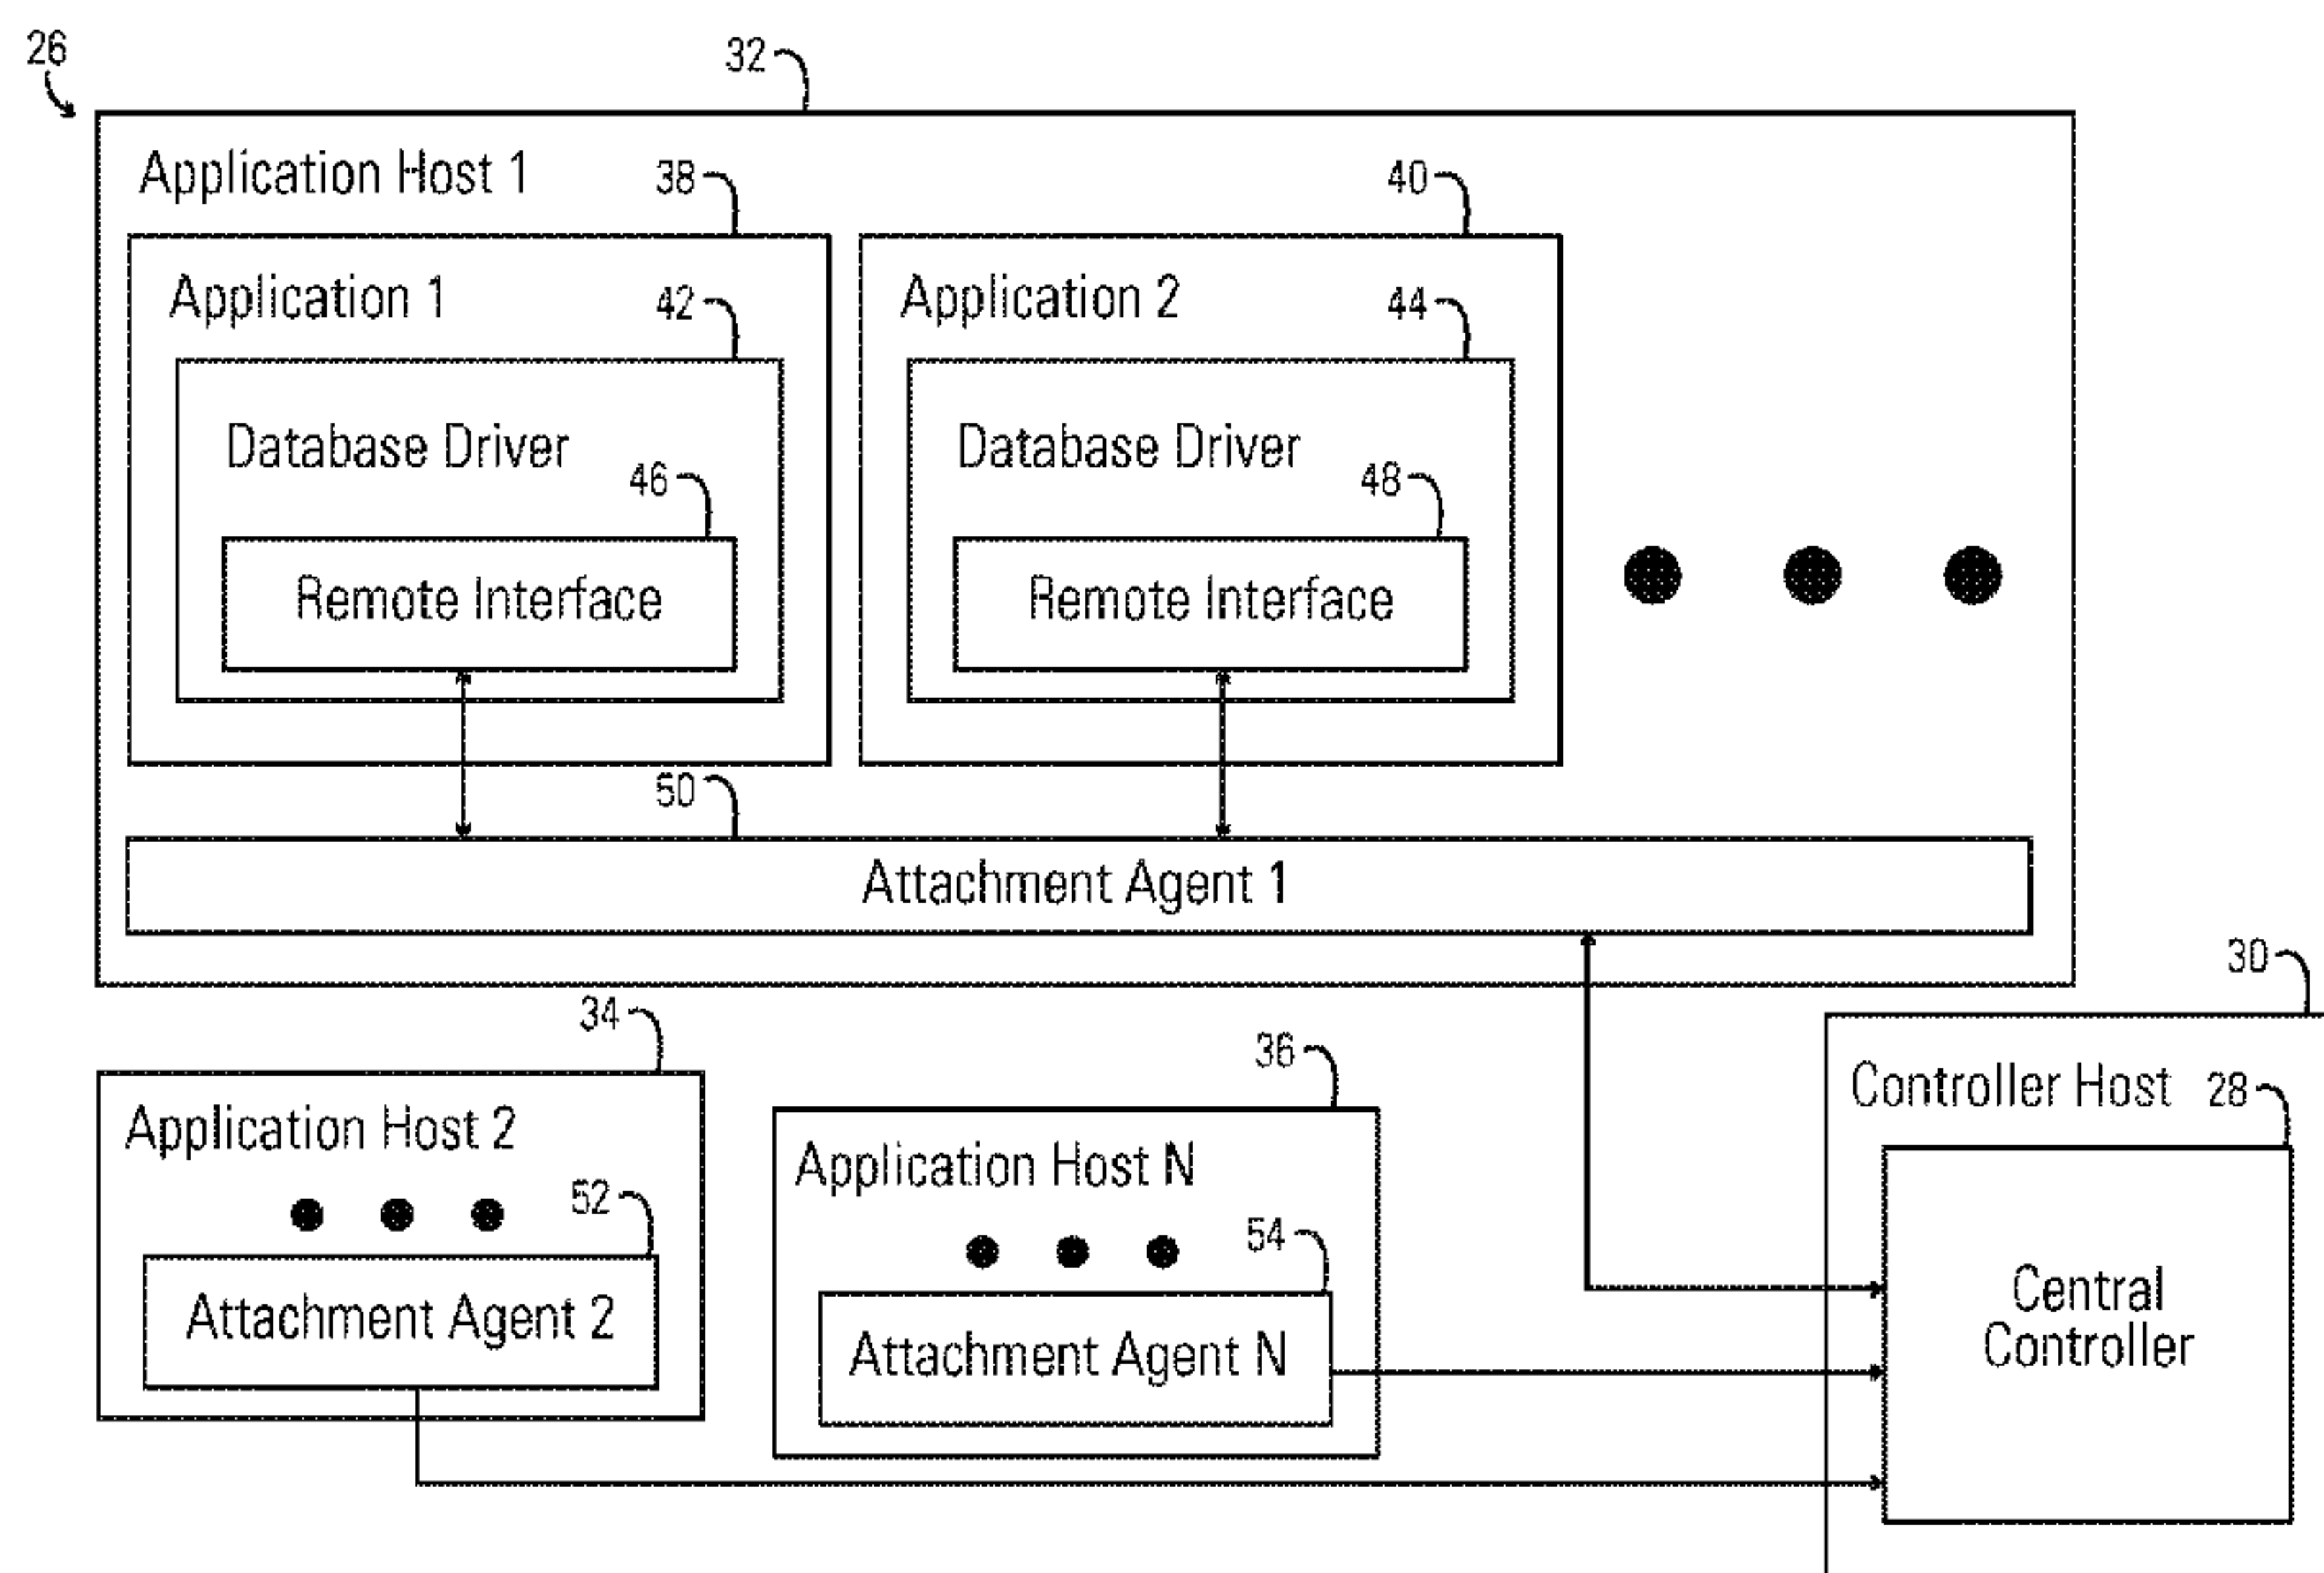 26
32
Application Host 1
38
40
Application 1
42
Application 2
44
Database Driver
46
Database Driver
48
Remote Interface
Remote Interface
50
Attachment Agent 1
30
34
36
Controller Host
28
Application Host 2
52
Application Host N
54
Attachment Agent 2
Attachment Agent N
Central
Controller